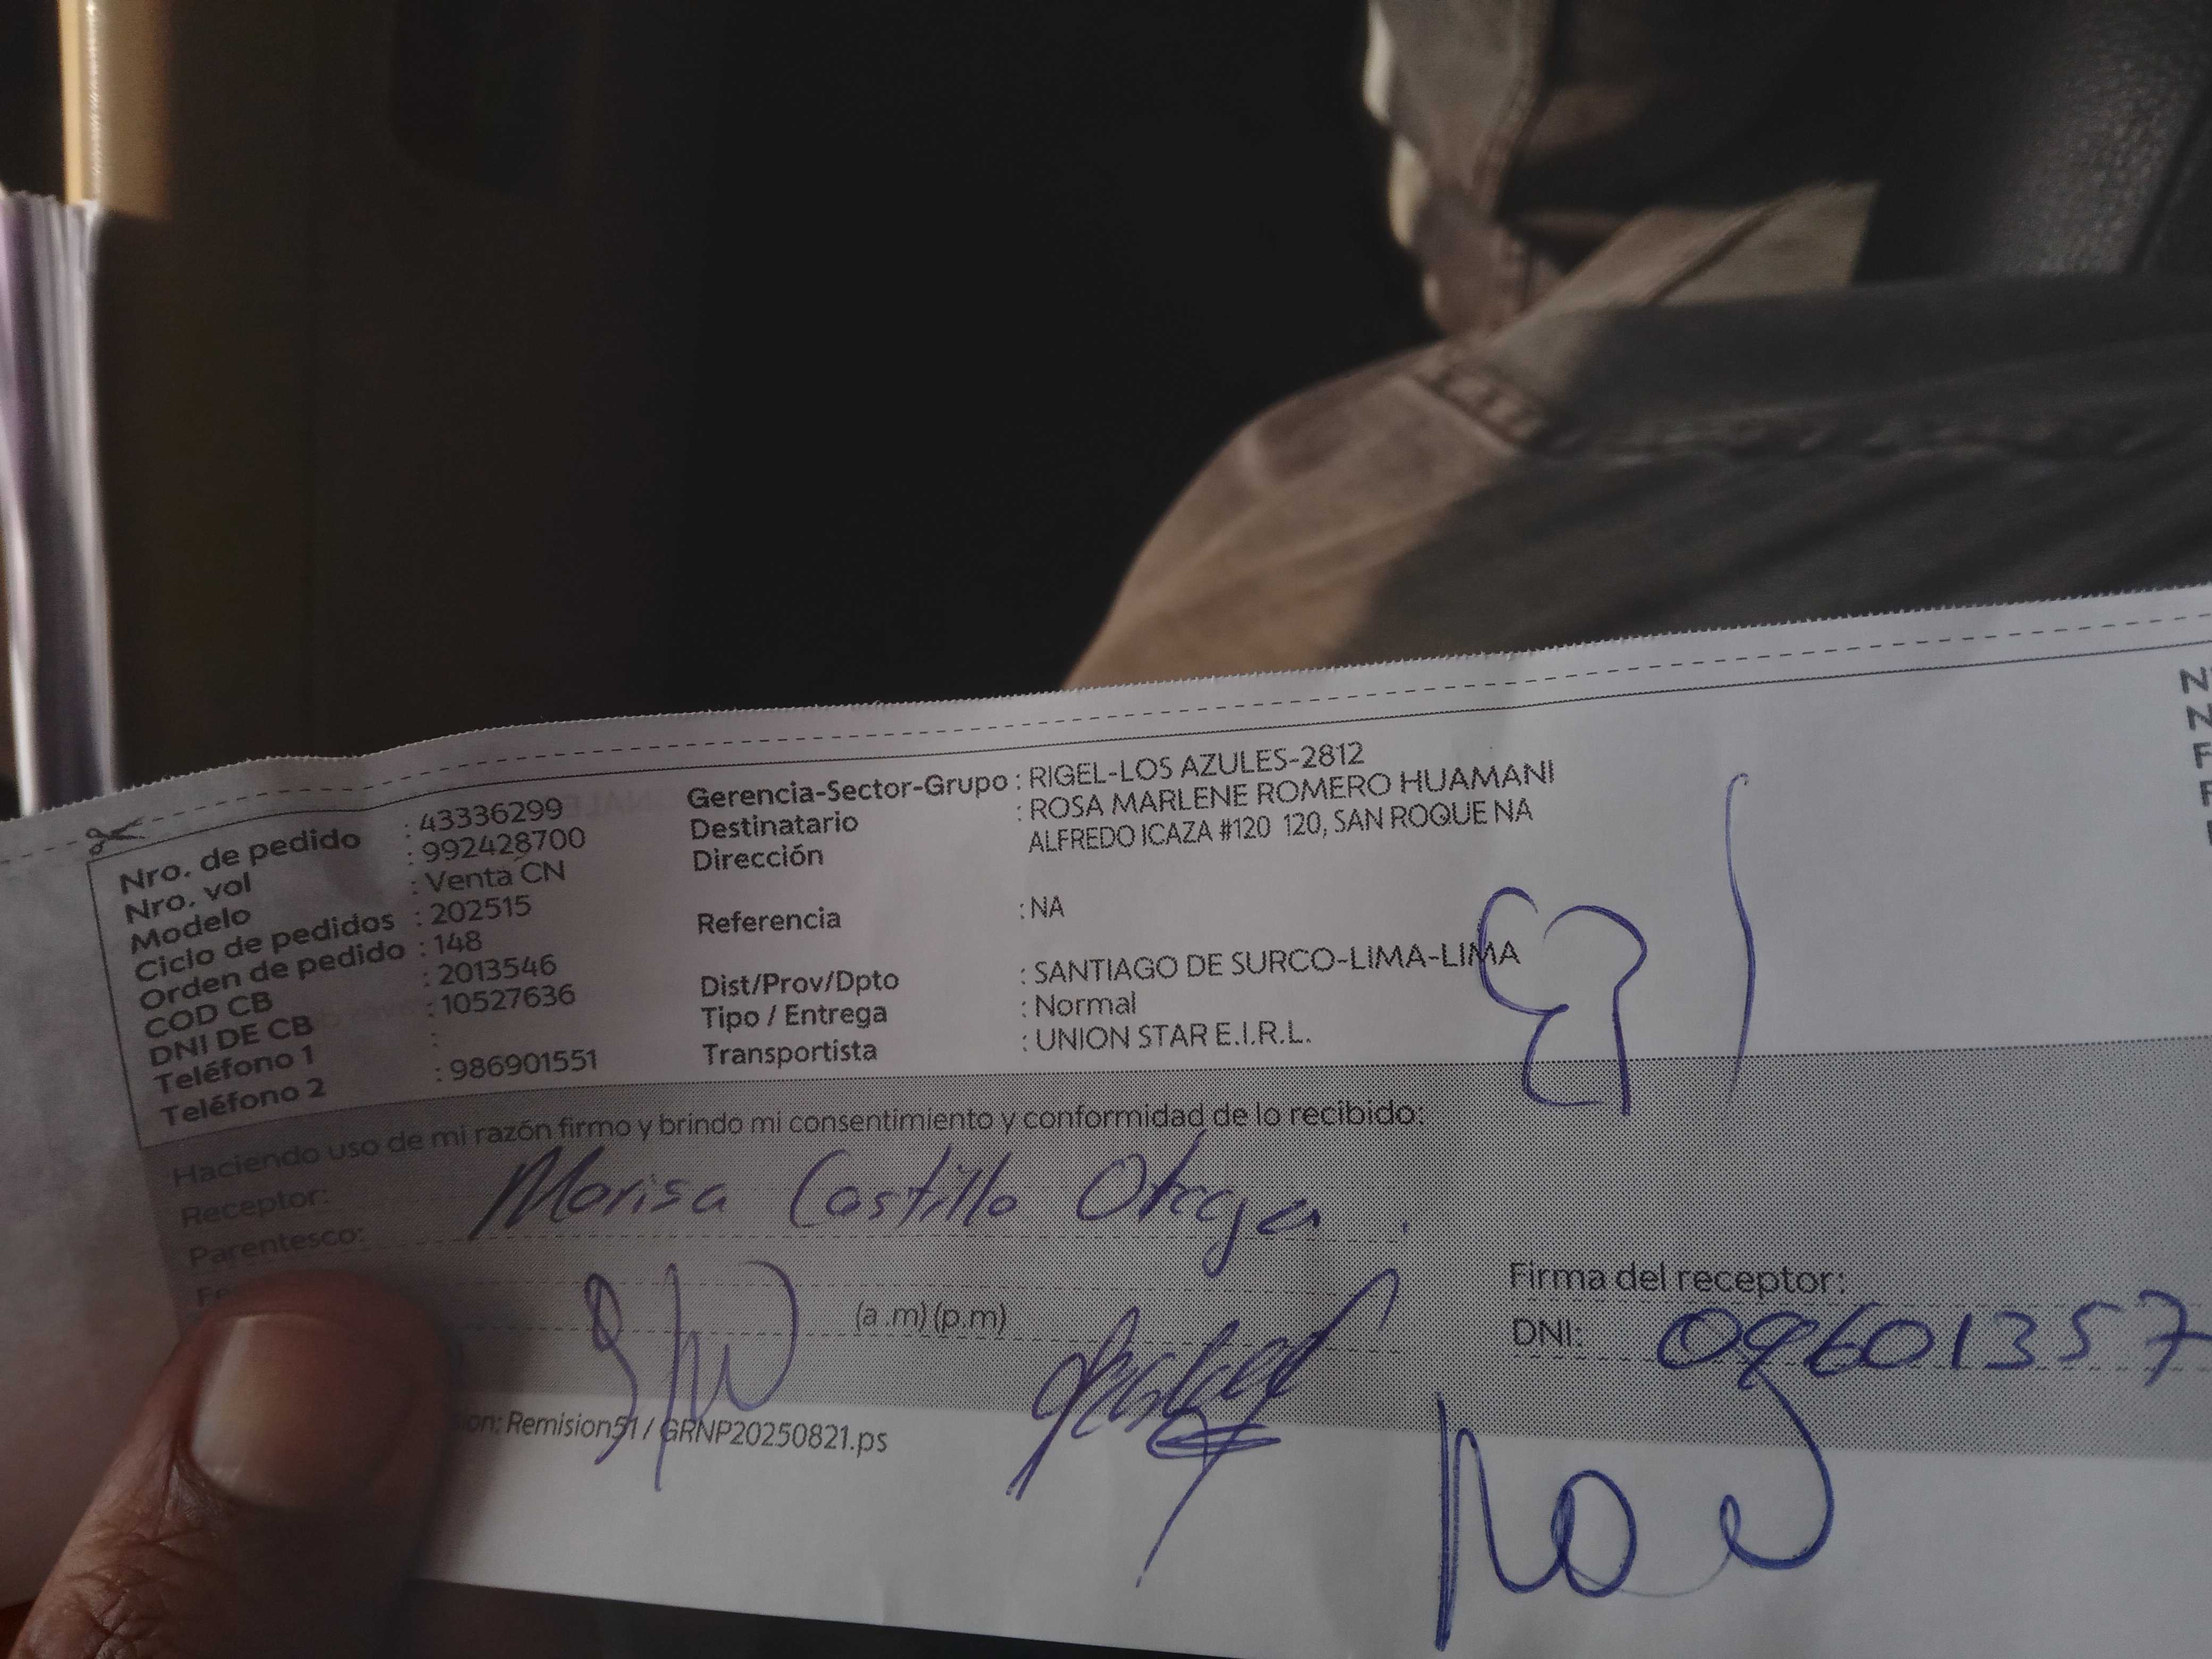 Nro. de pedido : 43336299
Nro. vol : 992428700
Modelo : Venta CN
Ciclo de pedidos : 202515
Orden de pedido : 148
COD CB : 2013546
DNI DE CB : 10527636
Teléfono 1 :
Teléfono 2 : 986901551
Gerencia-Sector-Grupo : RIGEL-LOS AZULES-2812
Destinatario : ROSA MARLENE ROMERO HUAMANI
Dirección ALFREDO ICAZA #120 120, SAN ROQUE NA
Referencia : NA
Dist/Prov/Dpto : SANTIAGO DE SURCO-LIMA-LIMA
Tipo / Entrega : Normal
Transportista : UNION STAR E.I.R.L.
Haciendo uso de mi razón firmo y brindo mi consentimiento y conformidad de lo recibido:
Receptor: Marisa Castillo
Parentesco:
(a .m) (p.m)
Firma del receptor:
DNI: 09601357
Remision51 / GRNP20250821.ps